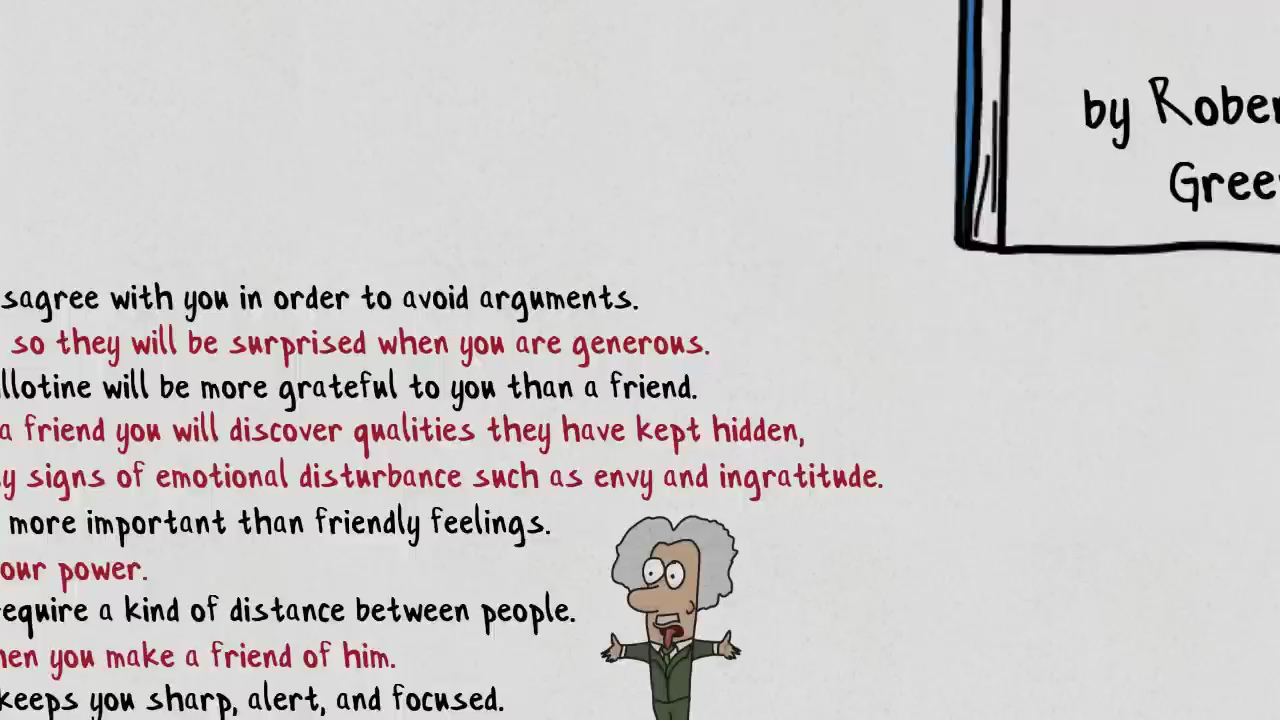 by Rober
Gree
sagree with you in order to avoid arguments.
so they will be surprised when you are generous.
llotine will be more grateful to you than a friend.
a friend you will discover qualities they have kept hidden,
y signs of emotional disturbance such as envy and ingratitude.
more important than friendly feelings.
our power.
equire a kind of distance between people.
hen you make a friend of him.
keeps you sharp, alert, and focused.